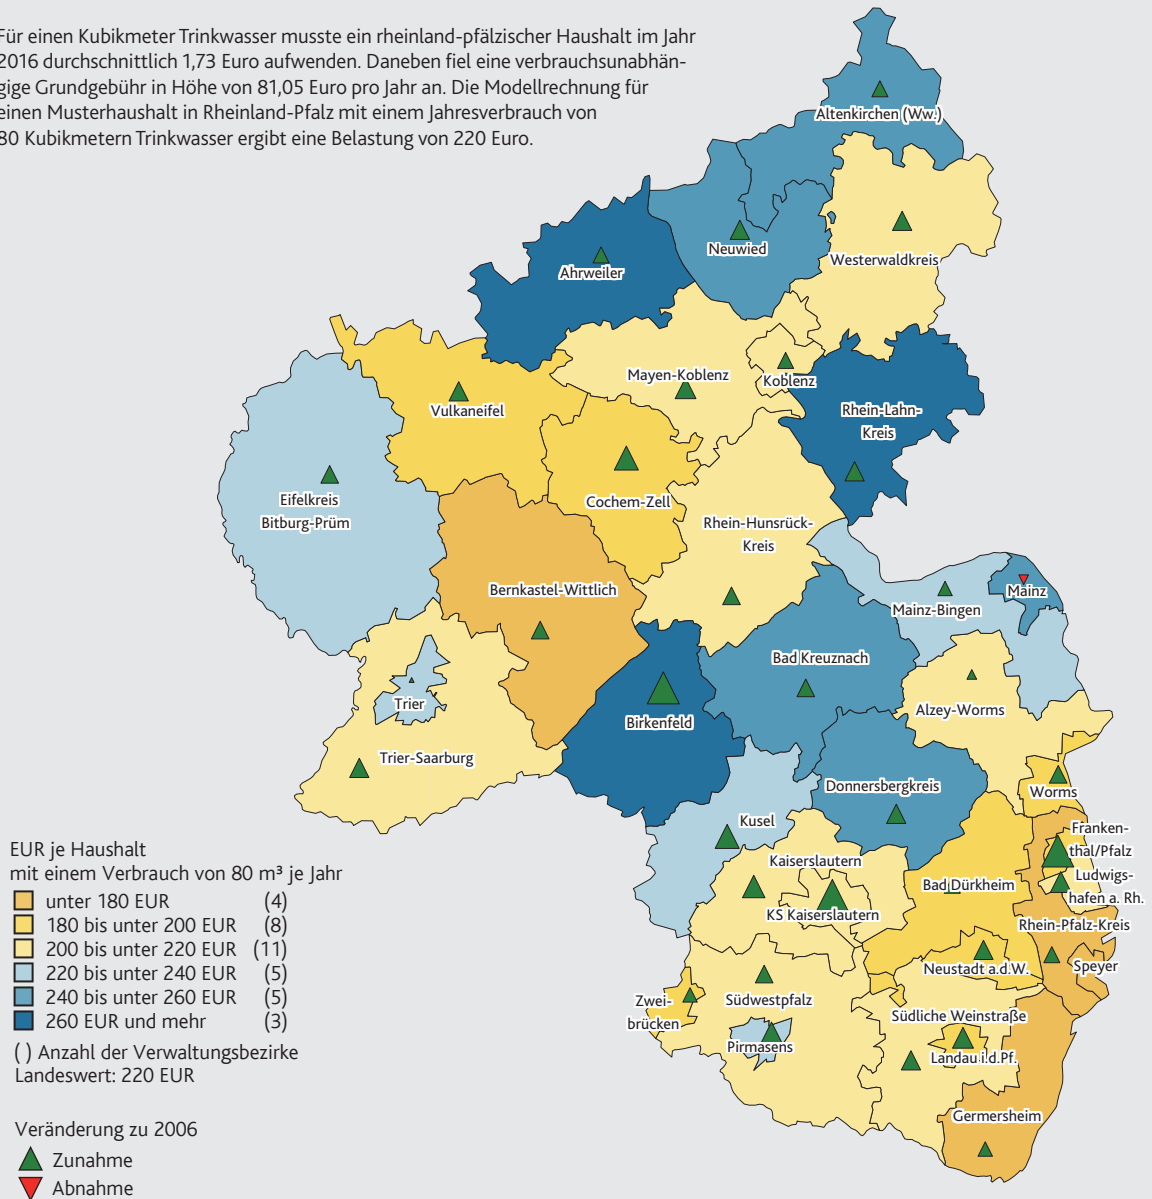 Für einen Kubikmeter Trinkwasser musste ein rheinland-pfälzischer Haushalt im Jahr
2016 durchschnittlich 1,73 Euro aufwenden. Daneben fiel eine verbrauchsunabhän-
gige Grundgebühr in Höhe von 81,05 Euro pro Jahr an. Die Modellrechnung für
einen Musterhaushalt in Rheinland-Pfalz mit einem Jahresverbrauch von
80 Kubikmetern Trinkwasser ergibt eine Belastung von 220 Euro.
Altenkirchen (Ww.)
Neuwied
Westerwaldkreis
Ahrweiler
Mayen-Koblenz
Koblenz
Vulkaneifel
Rhein-Lahn-
Kreis
Eifelkreis
Bitburg-Prüm
Cochem-Zell
Rhein-Hunsrück-
Kreis
Bernkastel-Wittlich
Mainz-Bingen
Mainz
Bad Kreuznach
Trier
Alzey-Worms
Birkenfeld
Trier-Saarburg
Donnersbergkreis
Worms
Kusel
Franken-
thal/Pfalz
Kaiserslautern
Ludwigs-
hafen a. Rh.
Bad Dürkheim
KS Kaiserslautern
Rhein-Pfalz-Kreis
Neustadt a.d.W.
Speyer
Zwei-
brücken
Südwestpfalz
Südliche Weinstraße
Pirmasens
Landau i.d.Pf.
Germersheim
EUR je Haushalt
mit einem Verbrauch von 80 m³ je Jahr
unter 180 EUR (4)
180 bis unter 200 EUR (8)
200 bis unter 220 EUR (11)
220 bis unter 240 EUR (5)
240 bis unter 260 EUR (5)
260 EUR und mehr (3)
( ) Anzahl der Verwaltungsbezirke
Landeswert: 220 EUR
Veränderung zu 2006
Zunahme
Abnahme